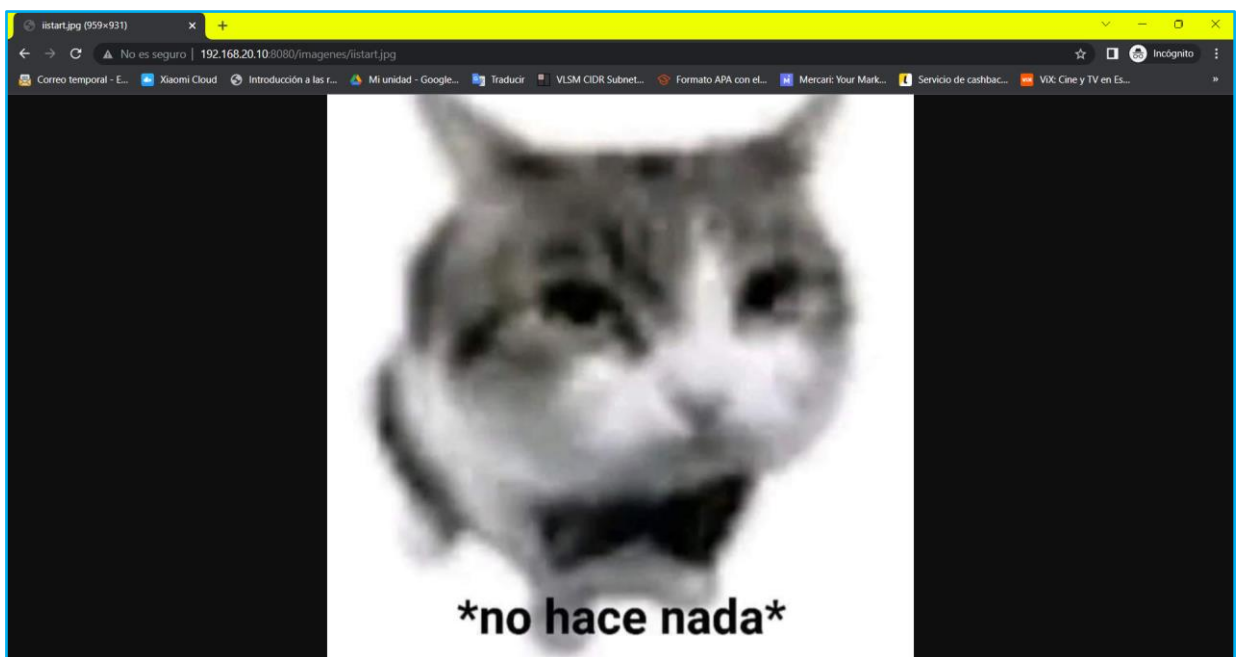 iistart.jpg (959×931)
No es seguro | 192.168.20.10:8080/imagenes/iistart.jpg
Incógnito
Correo temporal - E... Xiaomi Cloud Introducción a las r... Mi unidad - Google... Traducir VLSM CIDR Subnet... Formato APA con el... Mercari: Your Mark... Servicio de cashbac... ViX: Cine y TV en Es... »
*no hace nada*